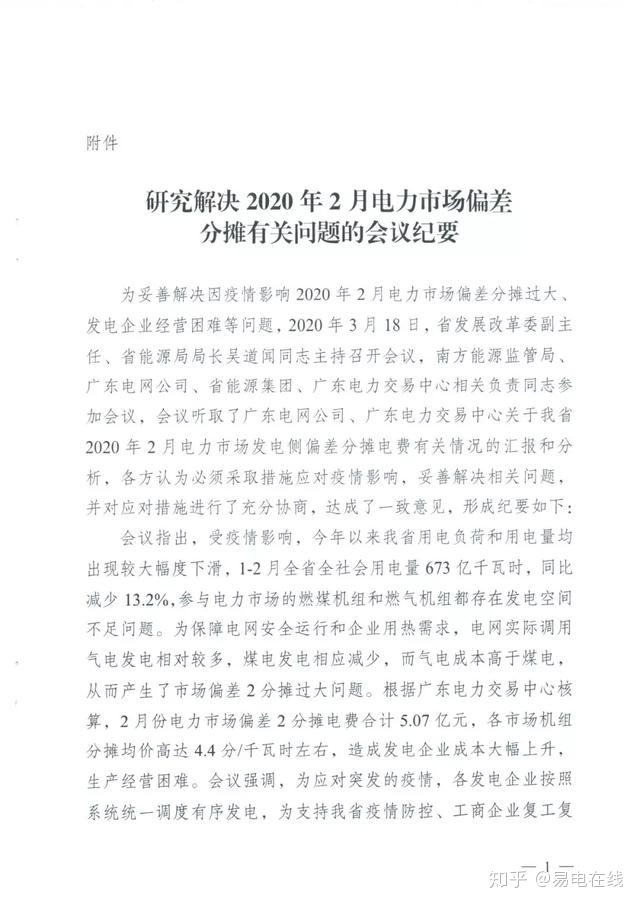 附件
研究解决 2020 年 2 月电力市场偏差
分摊有关问题的会议纪要
为妥善解决因疫情影响 2020 年 2 月电力市场偏差分摊过大、
发电企业经营困难等问题，2020 年 3 月 18 日，省发展改革委副主
任、省能源局局长吴道闻同志主持召开会议，南方能源监管局、
广东电网公司、省能源集团、广东电力交易中心相关负责同志参
加会议，会议听取了广东电网公司、广东电力交易中心关于我省
2020 年 2 月电力市场发电侧偏差分摊电费有关情况的汇报和分
析，各方认为必须采取措施应对疫情影响，妥善解决相关问题，
并对应对措施进行了充分协商，达成了一致意见，形成纪要如下：
会议指出，受疫情影响，今年以来我省用电负荷和用电量均
出现较大幅度下滑，1-2 月全省全社会用电量 673 亿千瓦时，同比
减少 13.2%，参与电力市场的燃煤机组和燃气机组都存在发电空间
不足问题。为保障电网安全运行和企业用热需求，电网实际调用
气电发电相对较多，煤电发电相应减少，而气电成本高于煤电，
从而产生了市场偏差 2 分摊过大问题。根据广东电力交易中心核
算，2 月份电力市场偏差 2 分摊电费合计 5.07 亿元，各市场机组
分摊均价高达 4.4 分/千瓦时左右，造成发电企业成本大幅上升，
生产经营困难。会议强调，为应对突发的疫情，各发电企业按照
系统统一调度有序发电，为支持我省疫情防控、工商企业复工复
— 1 —
知乎 @易电在线